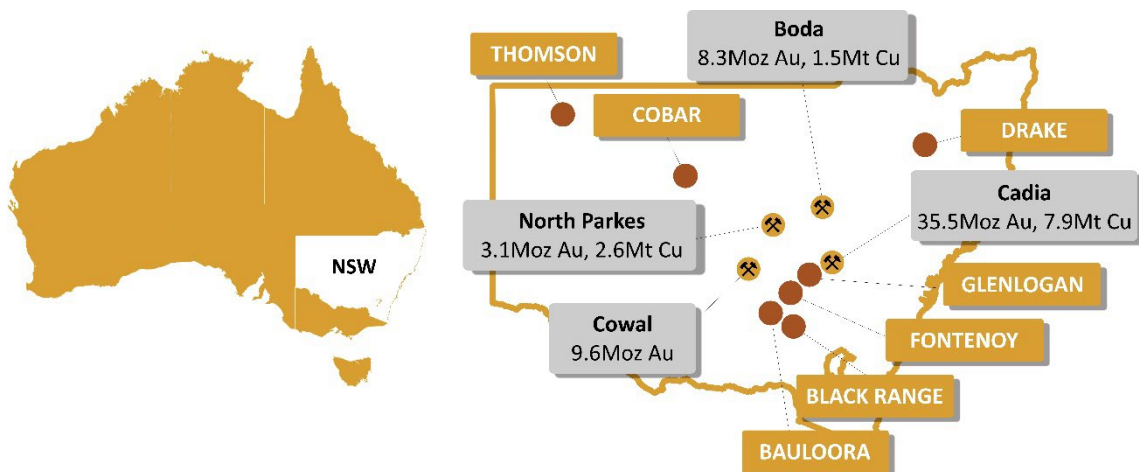 NSW
THOMSON
Boda
8.3Moz Au, 1.5Mt Cu
COBAR
DRAKE
North Parkes
3.1Moz Au, 2.6Mt Cu
Cadia
35.5Moz Au, 7.9Mt Cu
GLENLOGAN
Cowal
9.6Moz Au
FONTENOY
BLACK RANGE
BAULOORA